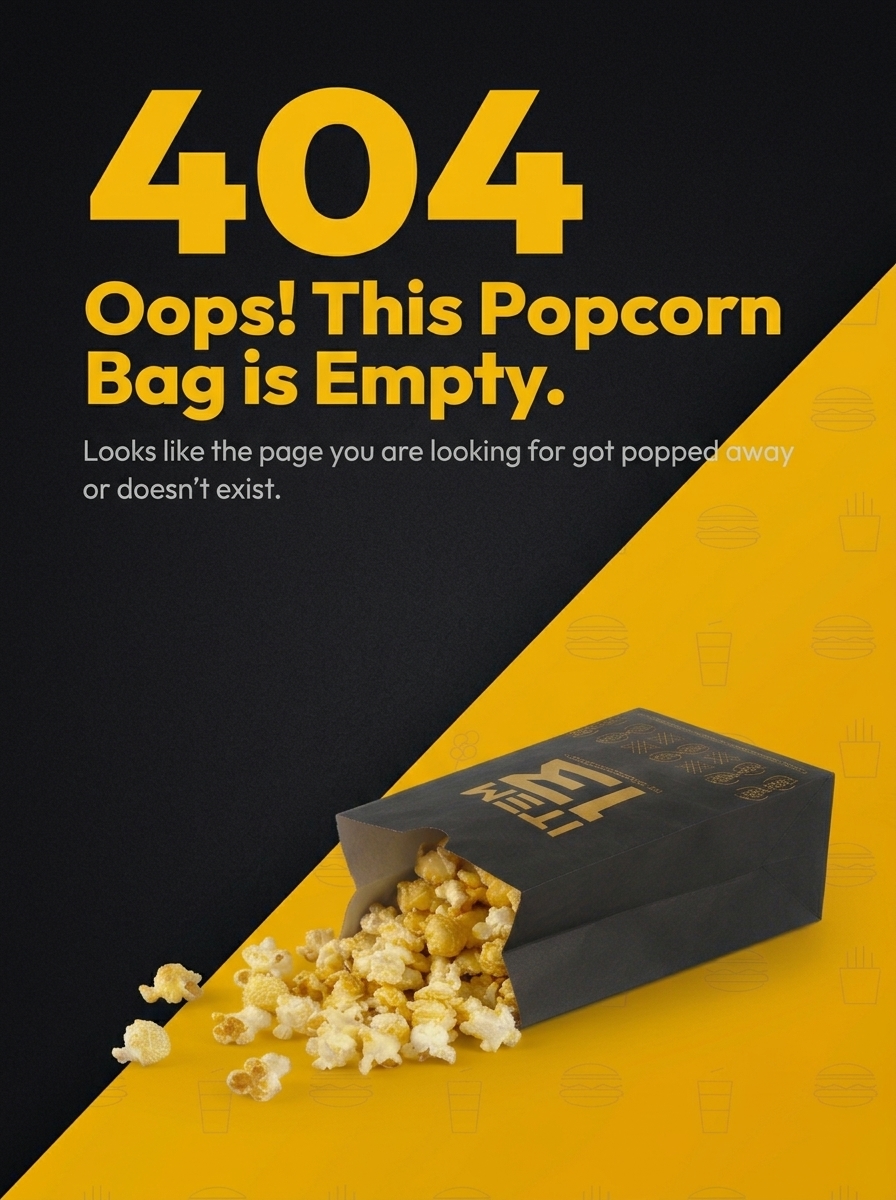 404
Oops! This Popcorn
Bag is Empty.
Looks like the page you are looking for got popped away
or doesn’t exist.